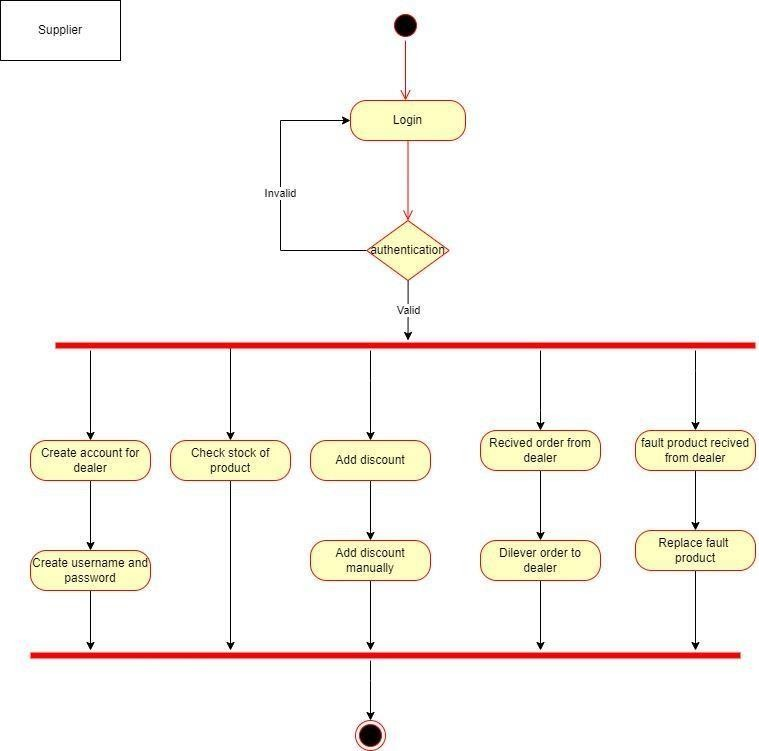 Supplier
Login
Invalid
authentication
Valid
Create account for
dealer
Check stock of
product
Add discount
Recived order from
dealer
fault product recived
from dealer
Create username and
password
Add discount
manually
Dilever order to
dealer
Replace fault
product